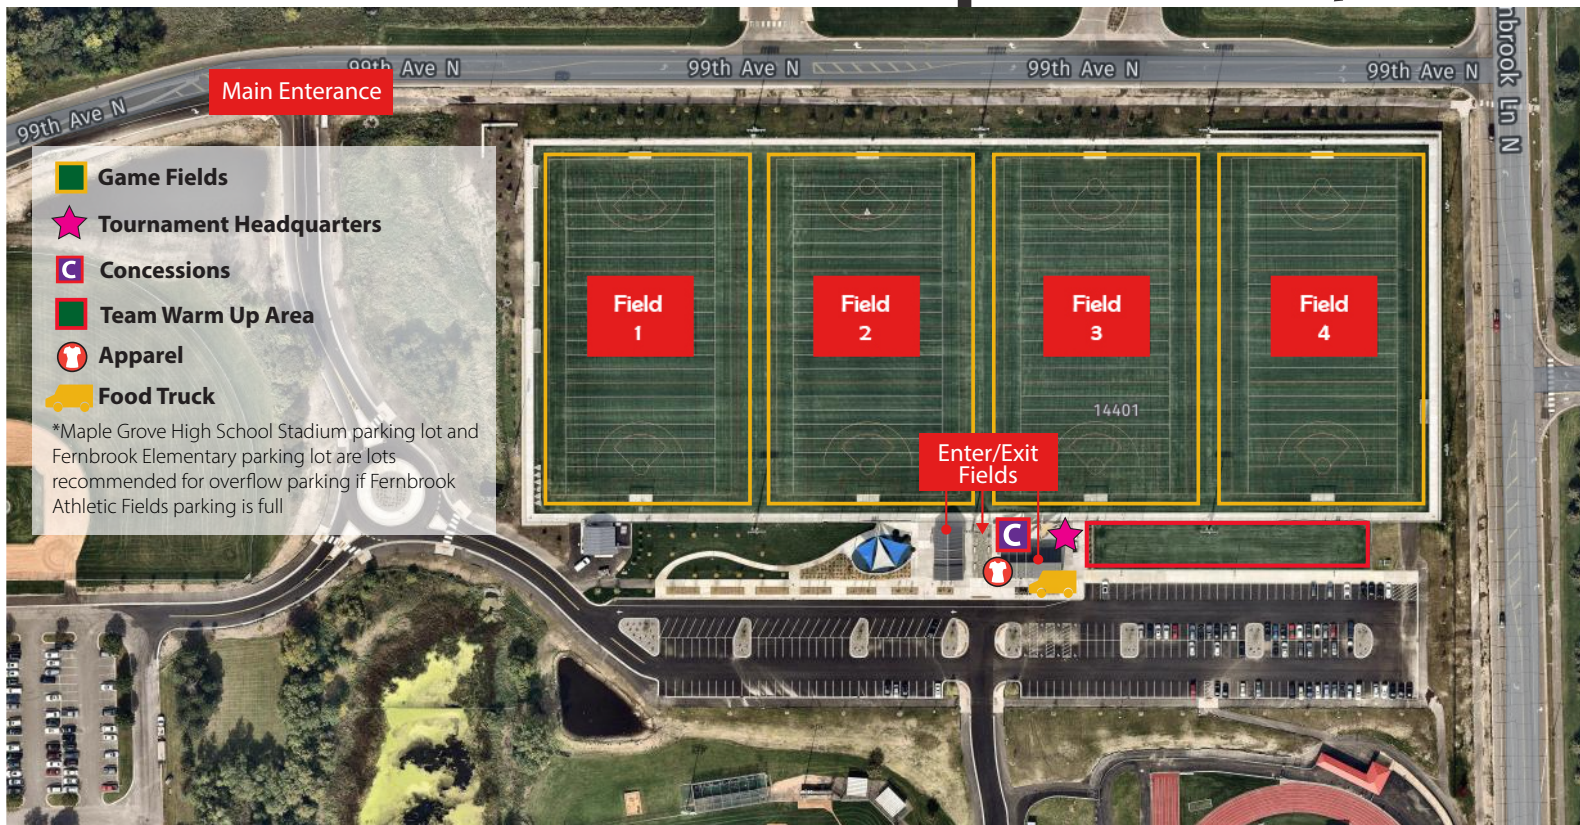 99th Ave N
99th Ave N
99th Ave N
99th Ave N
99th Ave N
nbrook Ln N
Main Enterance
Game Fields
Tournament Headquarters
C Concessions
Team Warm Up Area
Apparel
Food Truck
*Maple Grove High School Stadium parking lot and
Fernbrook Elementary parking lot are lots
recommended for overflow parking if Fernbrook
Athletic Fields parking is full
Field
1
Field
2
Field
3
Field
4
14401
Enter/Exit
Fields
C